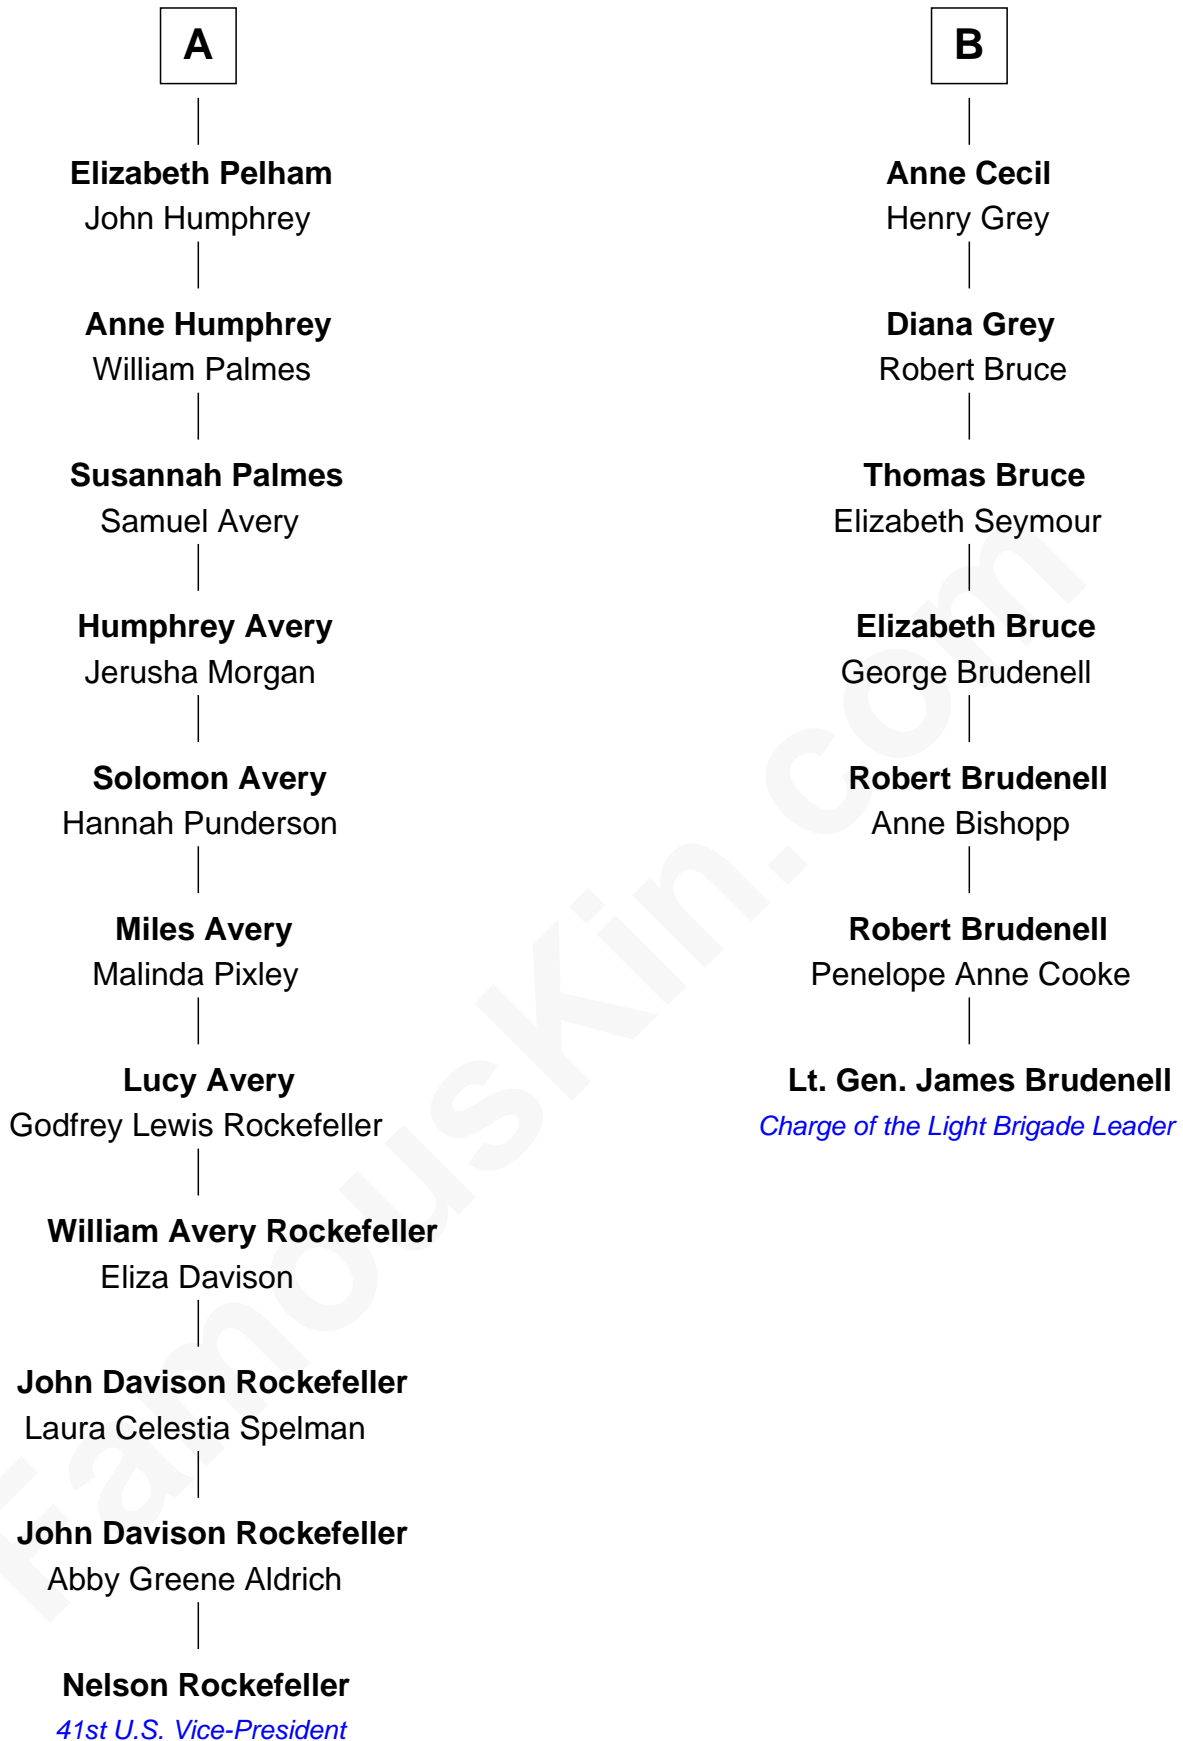 A
Elizabeth Pelham
John Humphrey
Anne Humphrey
William Palmes
Susannah Palmes
Samuel Avery
Humphrey Avery
Jerusha Morgan
Solomon Avery
Hannah Punderson
Miles Avery
Malinda Pixley
Lucy Avery
Godfrey Lewis Rockefeller
William Avery Rockefeller
Eliza Davison
John Davison Rockefeller
Laura Celestia Spelman
John Davison Rockefeller
Abby Greene Aldrich
Nelson Rockefeller
41st U.S. Vice-President
B
Anne Cecil
Henry Grey
Diana Grey
Robert Bruce
Thomas Bruce
Elizabeth Seymour
Elizabeth Bruce
George Brudenell
Robert Brudenell
Anne Bishopp
Robert Brudenell
Penelope Anne Cooke
Lt. Gen. James Brudenell
Charge of the Light Brigade Leader
FamousKin.com